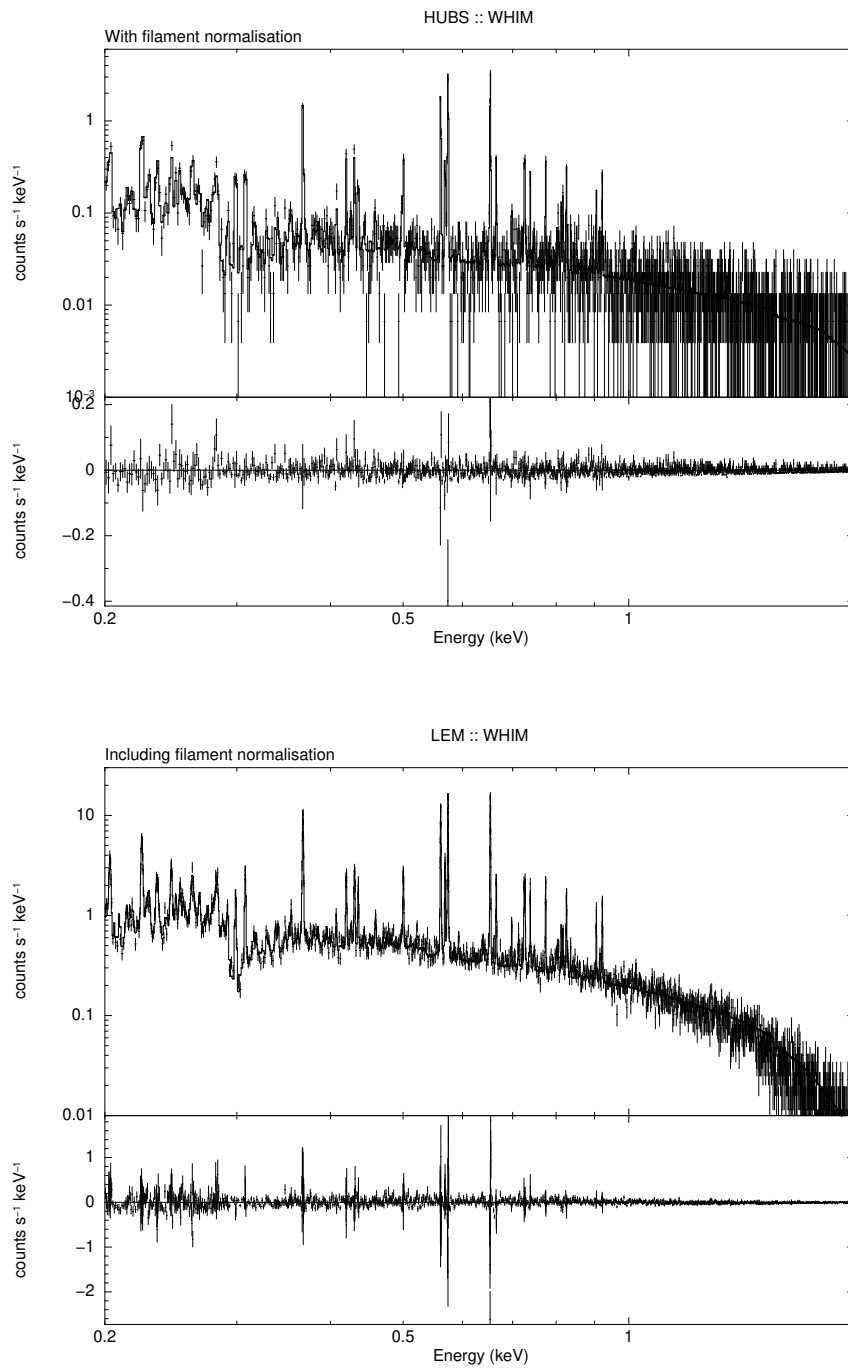 HUBS :: WHIM
With filament normalisation
counts s⁻¹ keV⁻¹
1
0.1
0.01
10⁻³
counts s⁻¹ keV⁻¹
0.2
0
−0.2
−0.4
0.2 0.5 1
Energy (keV)
LEM :: WHIM
Including filament normalisation
counts s⁻¹ keV⁻¹
10
1
0.1
0.01
counts s⁻¹ keV⁻¹
1
0
−1
−2
0.2 0.5 1
Energy (keV)